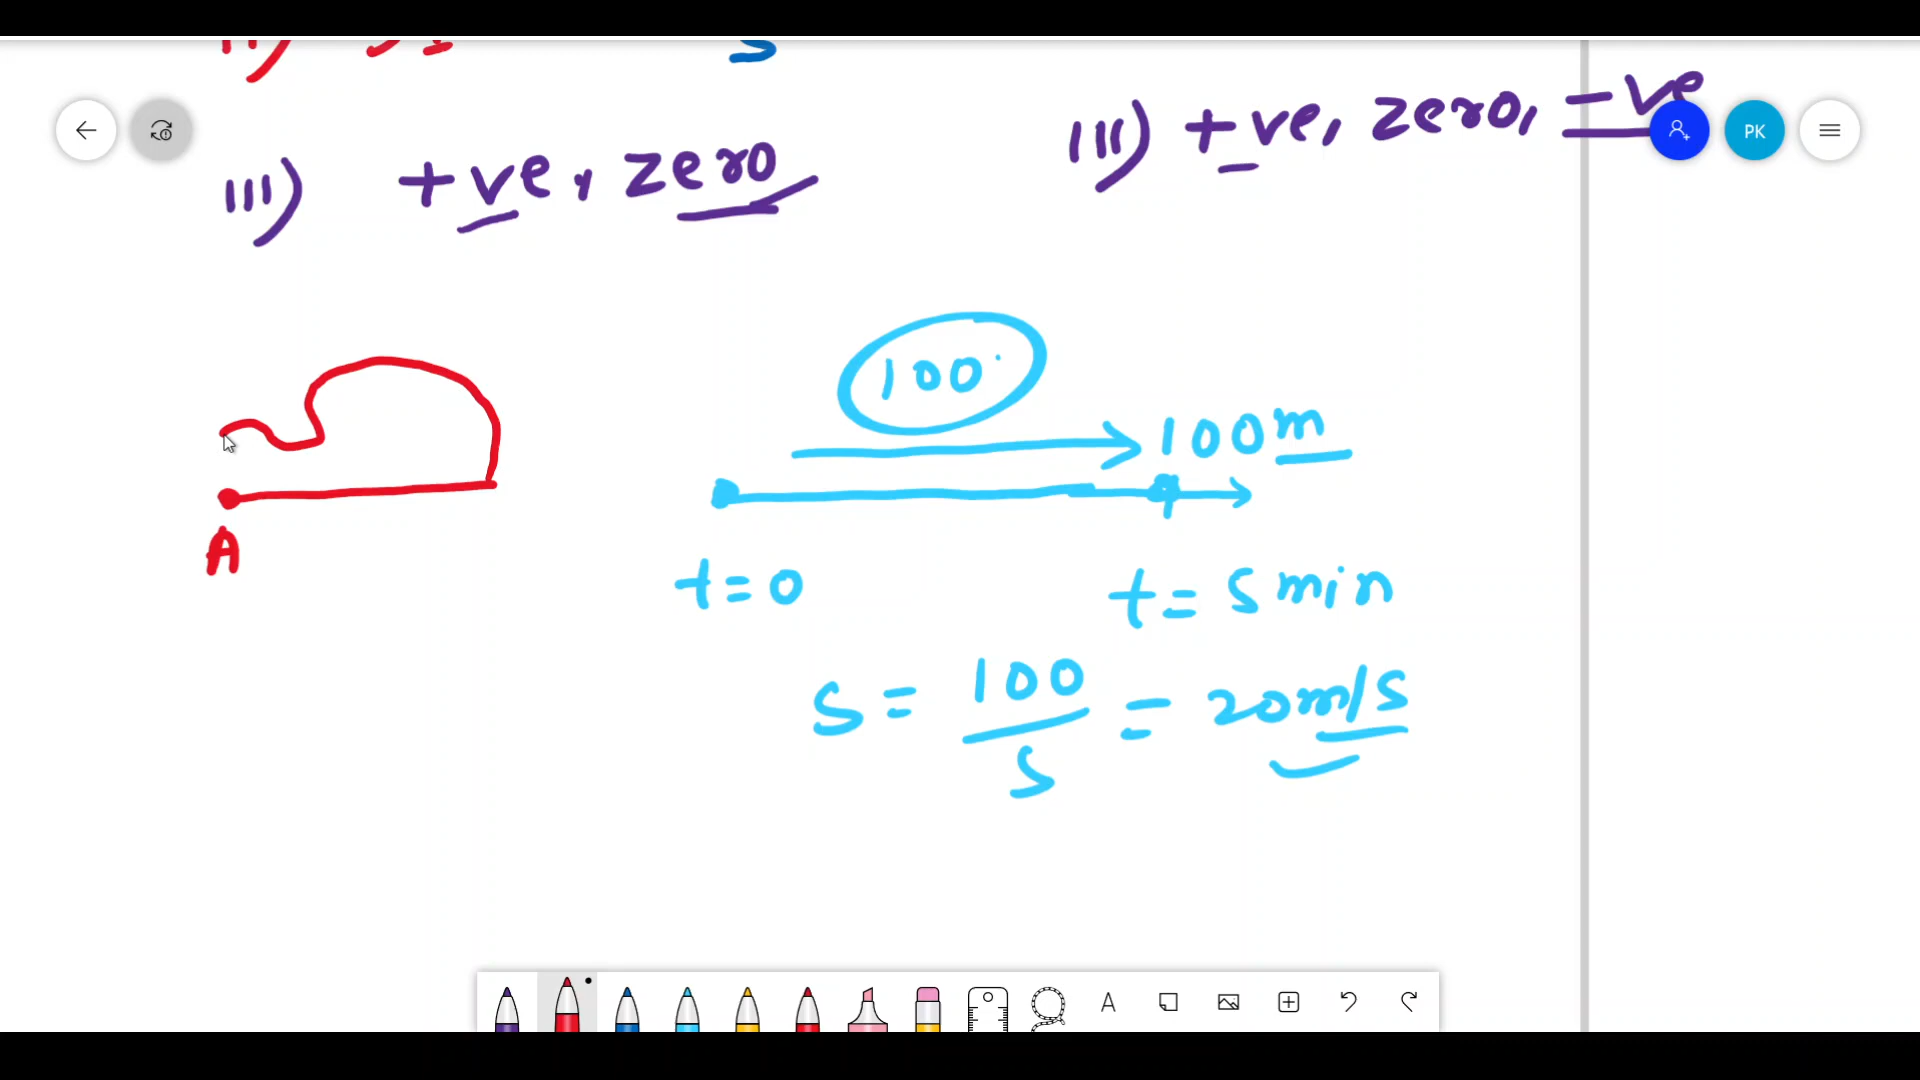 III) +ve, zero
III) +ve, zero, -ve
PK
100
100m
A
t = 0
t = 5 min
S = 100/5 = 20m/s
A